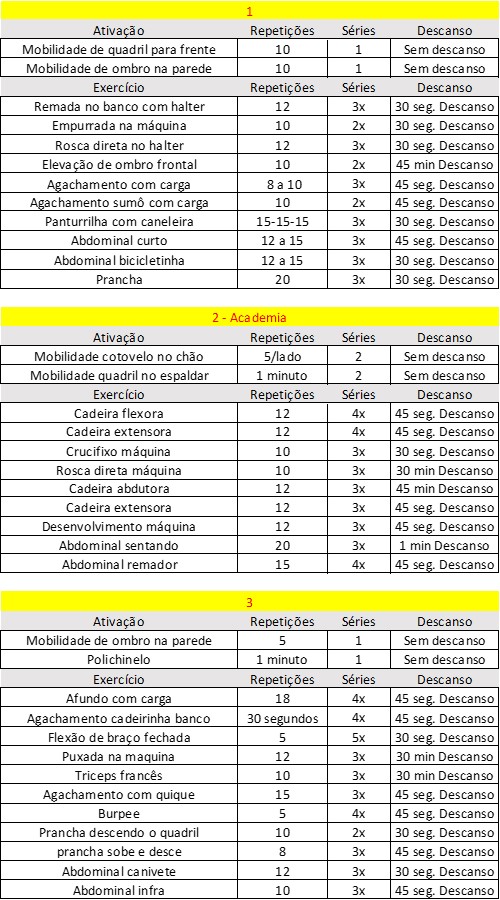 1
Ativação Repetições Séries Descanso
Mobilidade de quadril para frente 10 1 Sem descanso
Mobilidade de ombro na parede 10 1 Sem descanso
Exercício Repetições Séries Descanso
Remada no banco com halter 12 3x 30 seg. Descanso
Empurrada na máquina 10 2x 30 seg. Descanso
Rosca direta no halter 12 3x 30 seg. Descanso
Elevação de ombro frontal 10 2x 45 min Descanso
Agachamento com carga 8 a 10 3x 45 seg. Descanso
Agachamento sumô com carga 10 2x 45 seg. Descanso
Panturrilha com caneleira 15-15-15 3x 30 seg. Descanso
Abdominal curto 12 a 15 3x 45 seg. Descanso
Abdominal bicicletinha 12 a 15 3x 30 seg. Descanso
Prancha 20 3x 30 seg. Descanso
2 - Academia
Ativação Repetições Séries Descanso
Mobilidade cotovelo no chão 5/lado 2 Sem descanso
Mobilidade quadril no espaldar 1 minuto 2 Sem descanso
Exercício Repetições Séries Descanso
Cadeira flexora 12 4x 45 seg. Descanso
Cadeira extensora 12 4x 45 seg. Descanso
Crucifixo máquina 10 3x 30 seg. Descanso
Rosca direta máquina 10 3x 30 min Descanso
Cadeira abdutora 12 3x 45 min Descanso
Cadeira extensora 12 3x 45 seg. Descanso
Desenvolvimento máquina 12 3x 45 seg. Descanso
Abdominal sentando 20 3x 1 min Descanso
Abdominal remador 15 4x 45 seg. Descanso
3
Ativação Repetições Séries Descanso
Mobilidade de ombro na parede 5 1 Sem descanso
Polichinelo 1 minuto 1 Sem descanso
Exercício Repetições Séries Descanso
Afundo com carga 18 4x 45 seg. Descanso
Agachamento cadeirinha banco 30 segundos 4x 45 seg. Descanso
Flexão de braço fechada 5 5x 30 seg. Descanso
Puxada na maquina 12 3x 30 min Descanso
Triceps francês 10 3x 30 min Descanso
Agachamento com quique 15 3x 45 seg. Descanso
Burpee 5 4x 45 seg. Descanso
Prancha descendo o quadril 10 2x 30 seg. Descanso
prancha sobe e desce 8 3x 45 seg. Descanso
Abdominal canivete 12 3x 30 seg. Descanso
Abdominal infra 10 3x 45 seg. Descanso